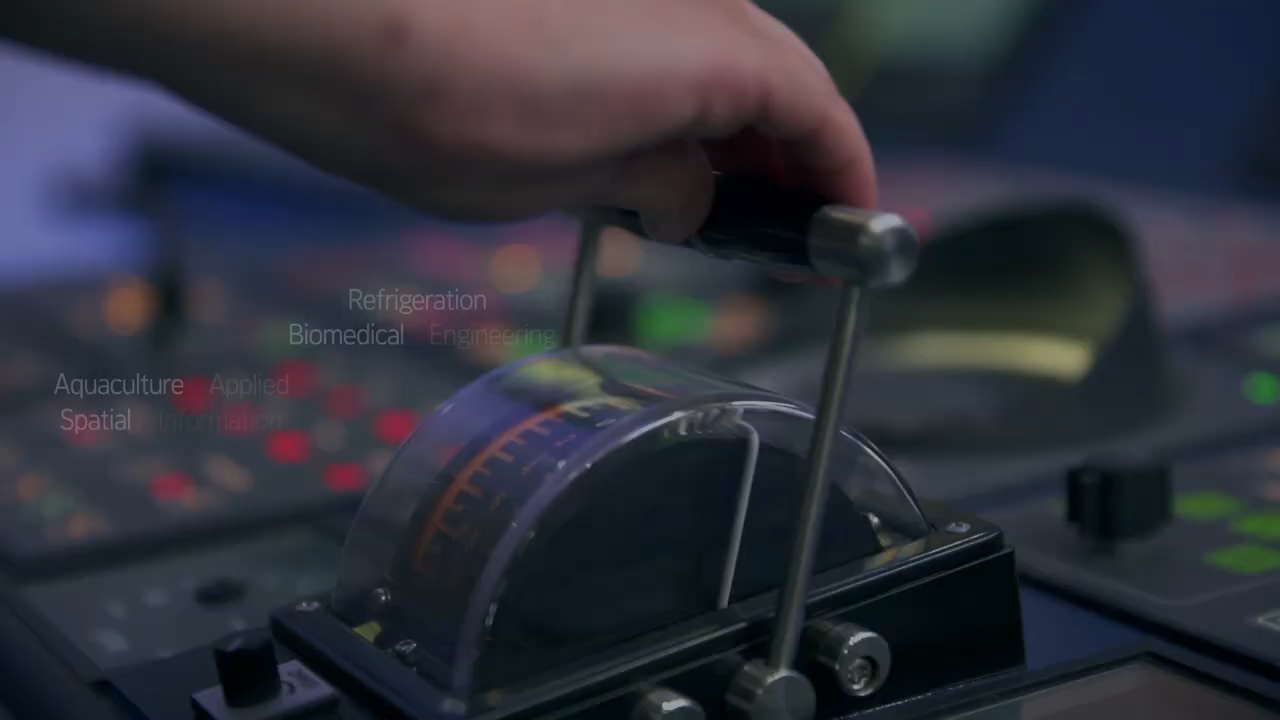 Refrigeration
Biomedical Engineering
Aquaculture Applied
Spatial Information